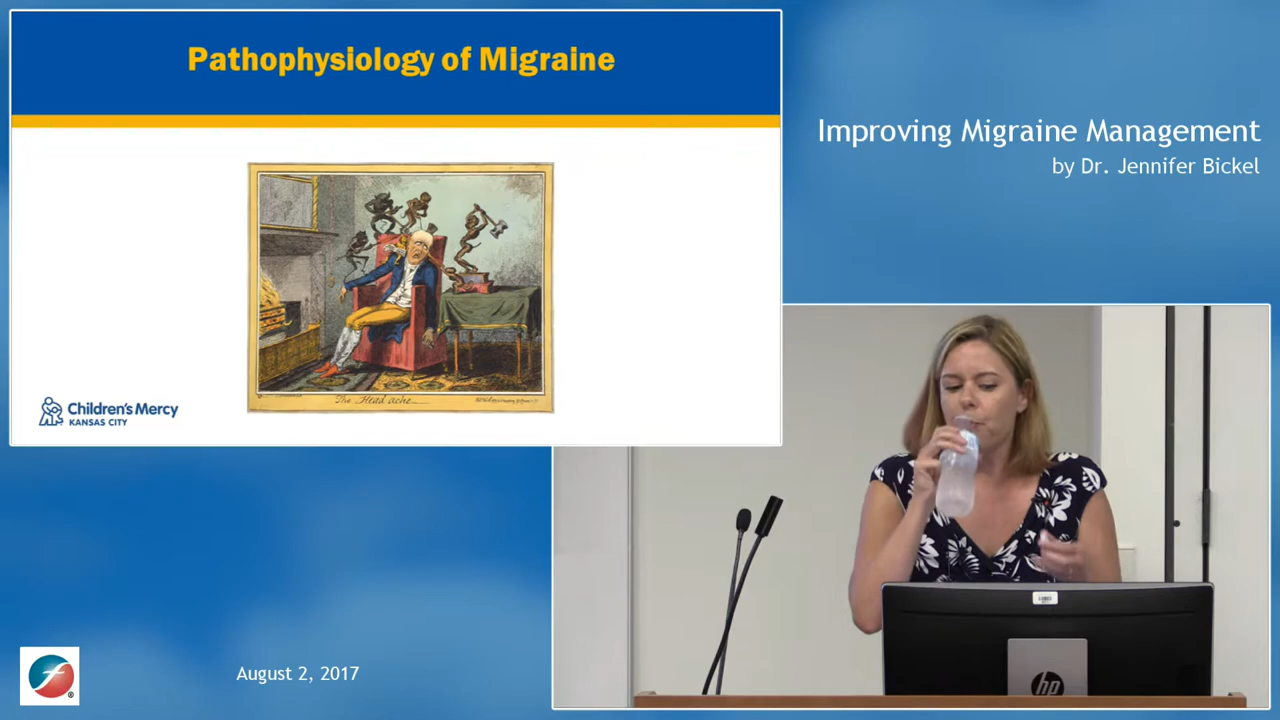 Pathophysiology of Migraine
The Head ache
Children's Mercy
KANSAS CITY
Improving Migraine Management
by Dr. Jennifer Bickel
hp
August 2, 2017
f
®